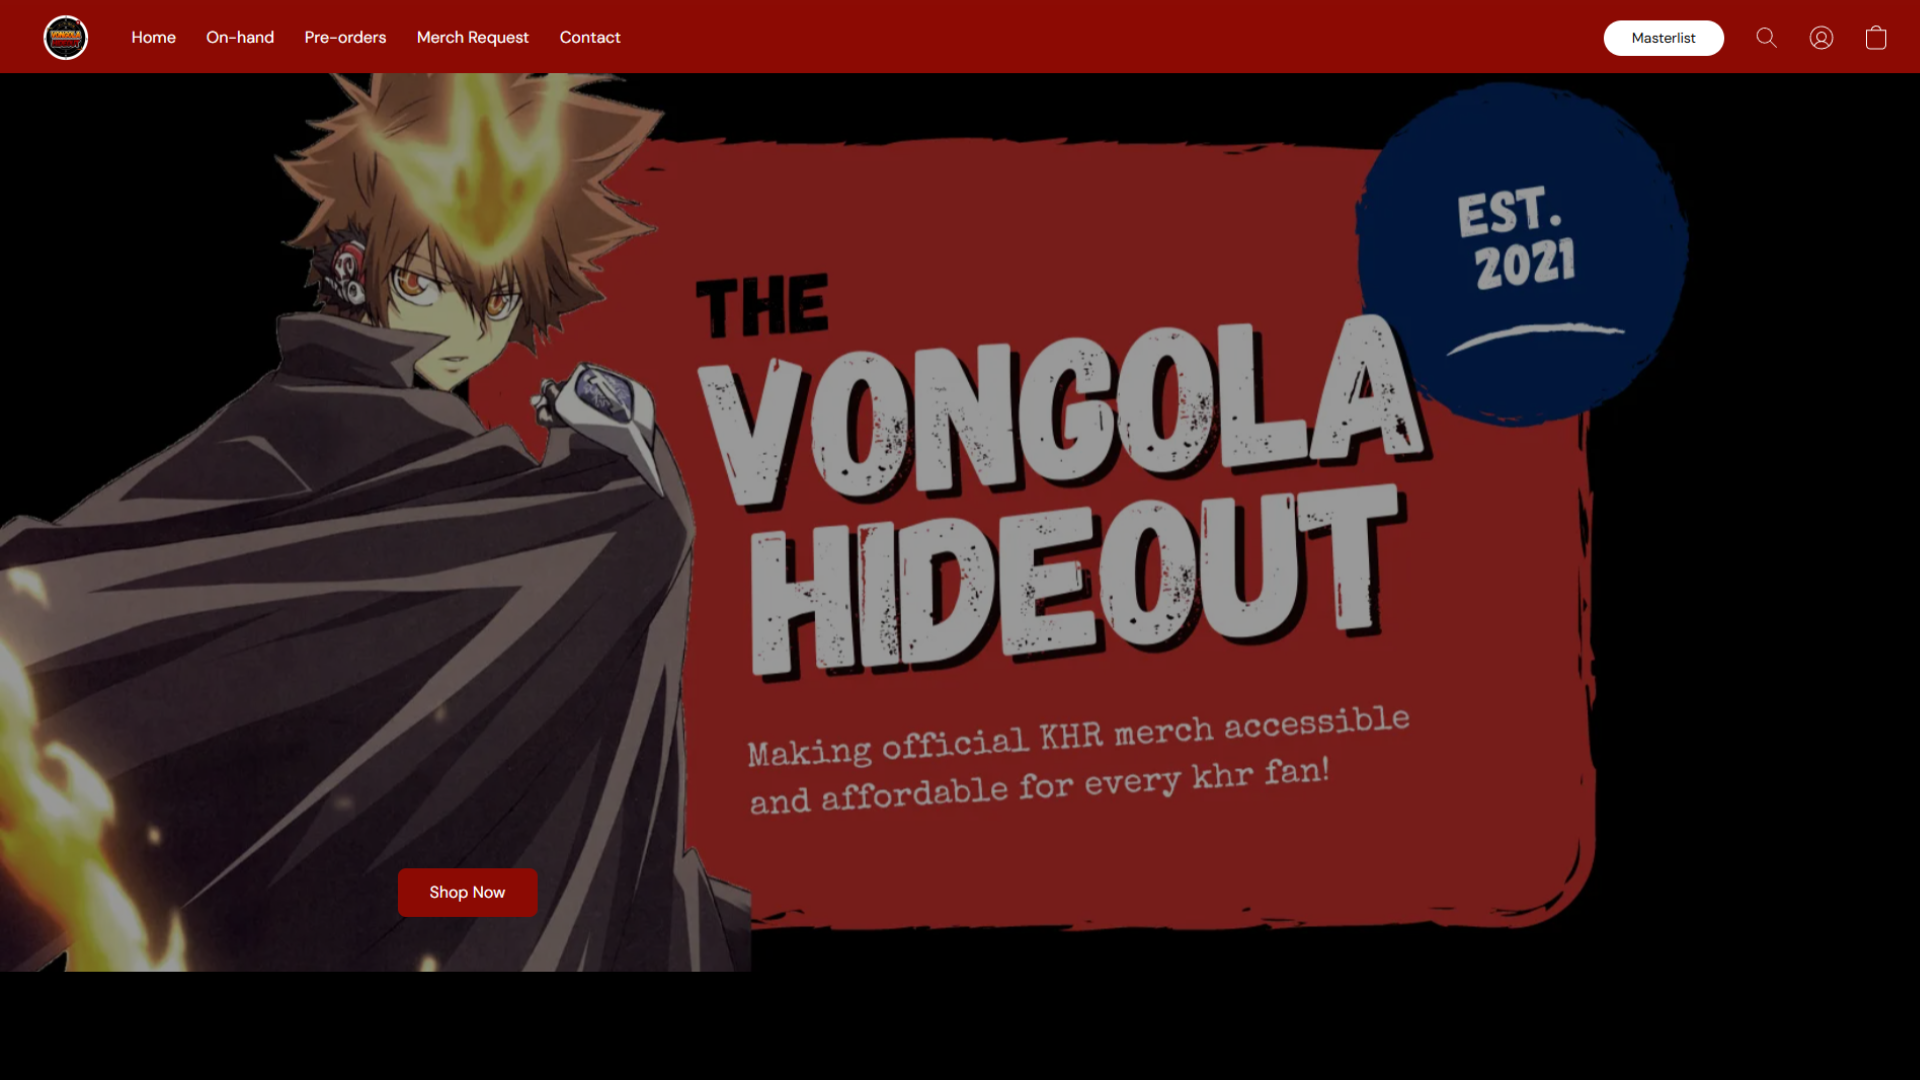 Home
On-hand
Pre-orders
Merch Request
Contact
Masterlist
EST.
2021
THE
VONGOLA
HIDEOUT
Making official KHR merch accessible
and affordable for every khr fan!
Shop Now